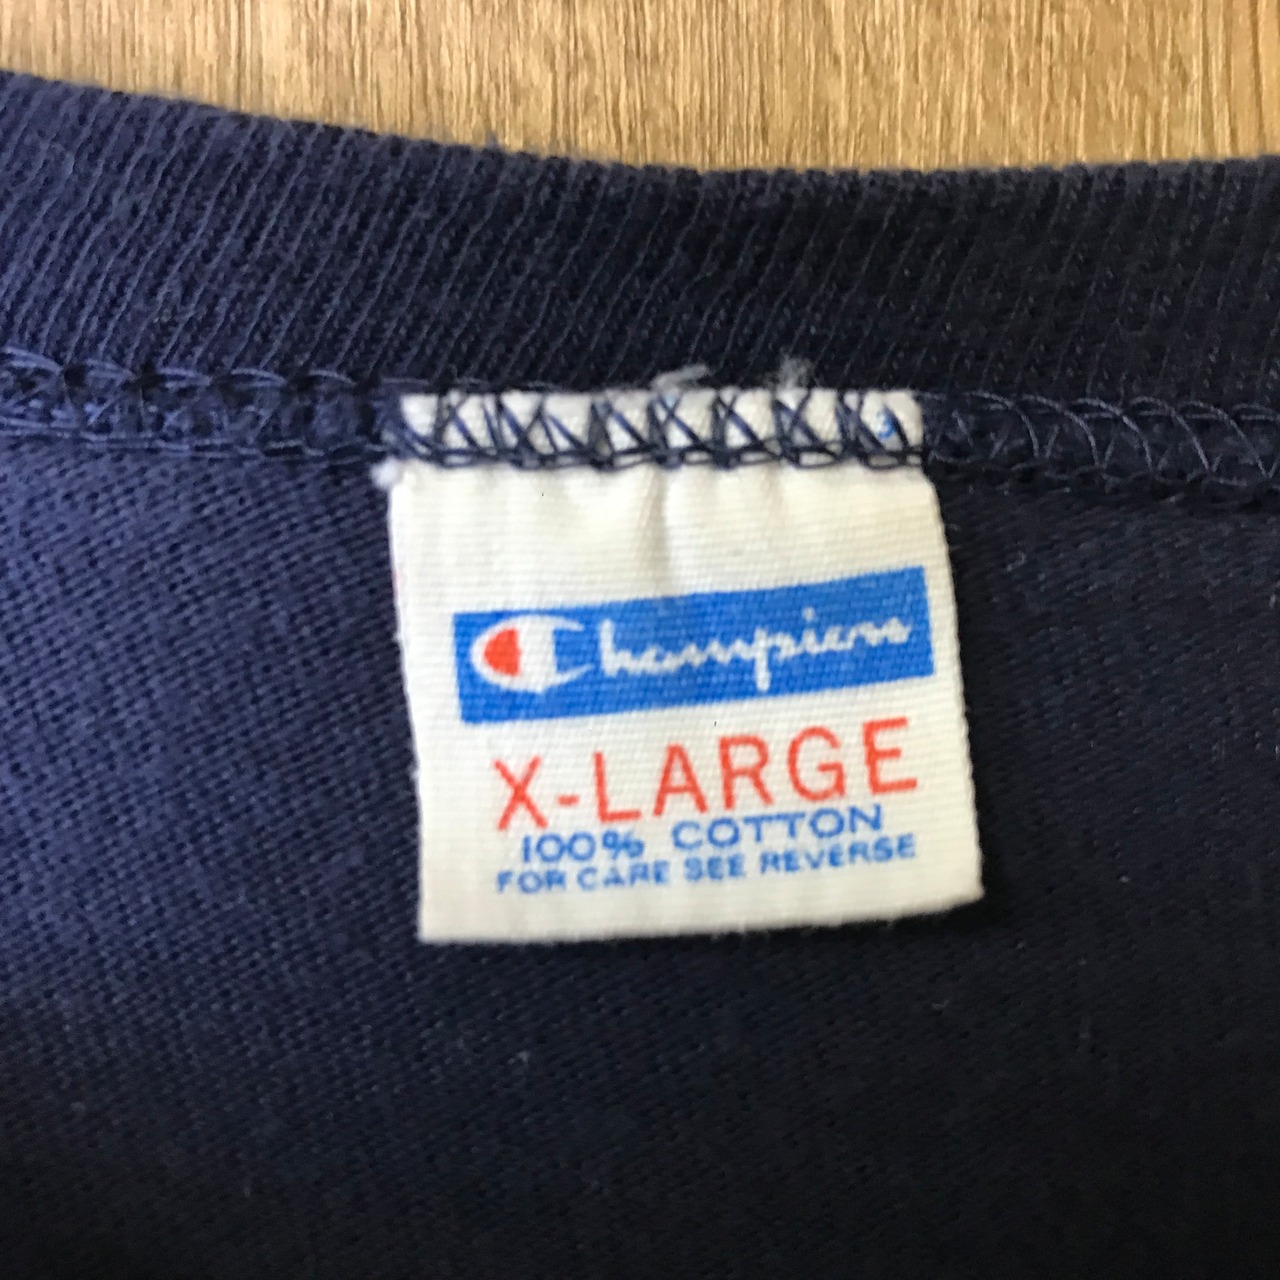 Champion
X-LARGE
100% COTTON
FOR CARE SEE REVERSE